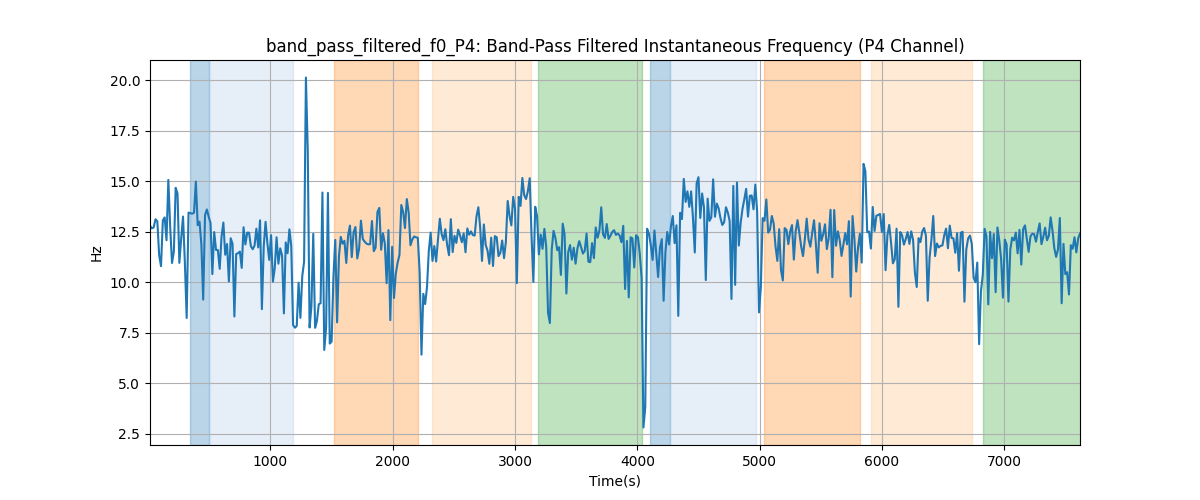 band_pass_filtered_f0_P4: Band-Pass Filtered Instantaneous Frequency (P4 Channel)
20.0
17.5
15.0
12.5
10.0
7.5
5.0
2.5
Hz
1000 2000 3000 4000 5000 6000 7000
Time(s)